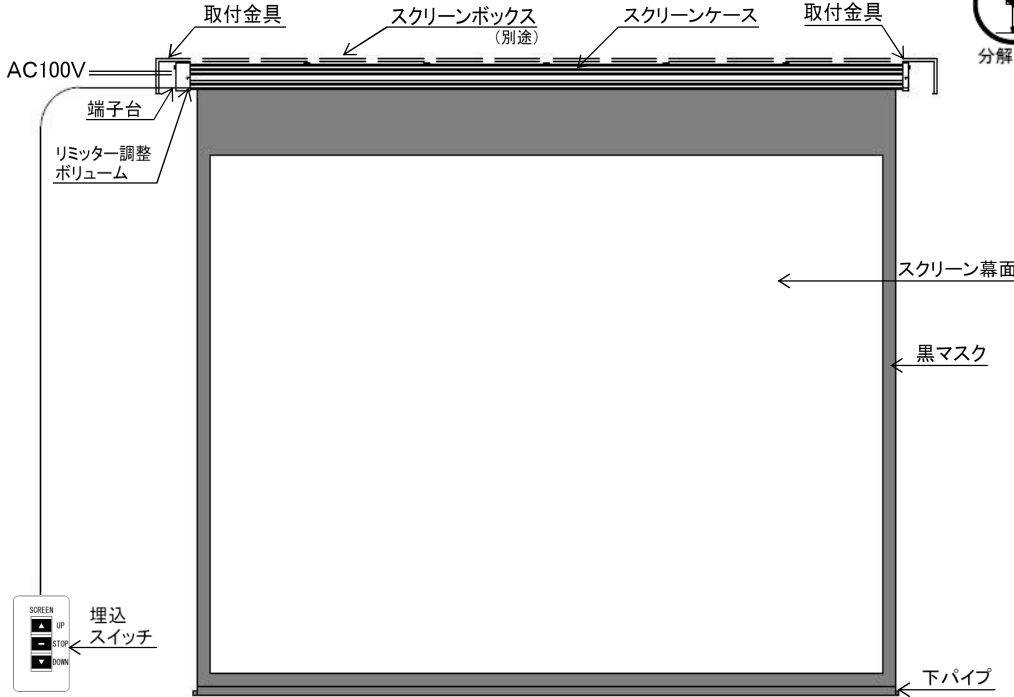 取付金具
スクリーンボックス
(別途)
スクリーンケース
取付金具
分解
AC100V
端子台
リミッター調整
ボリューム
スクリーン幕面
黒マスク
SCREEN
UP
STOP
DOWN
埋込
スイッチ
下パイプ